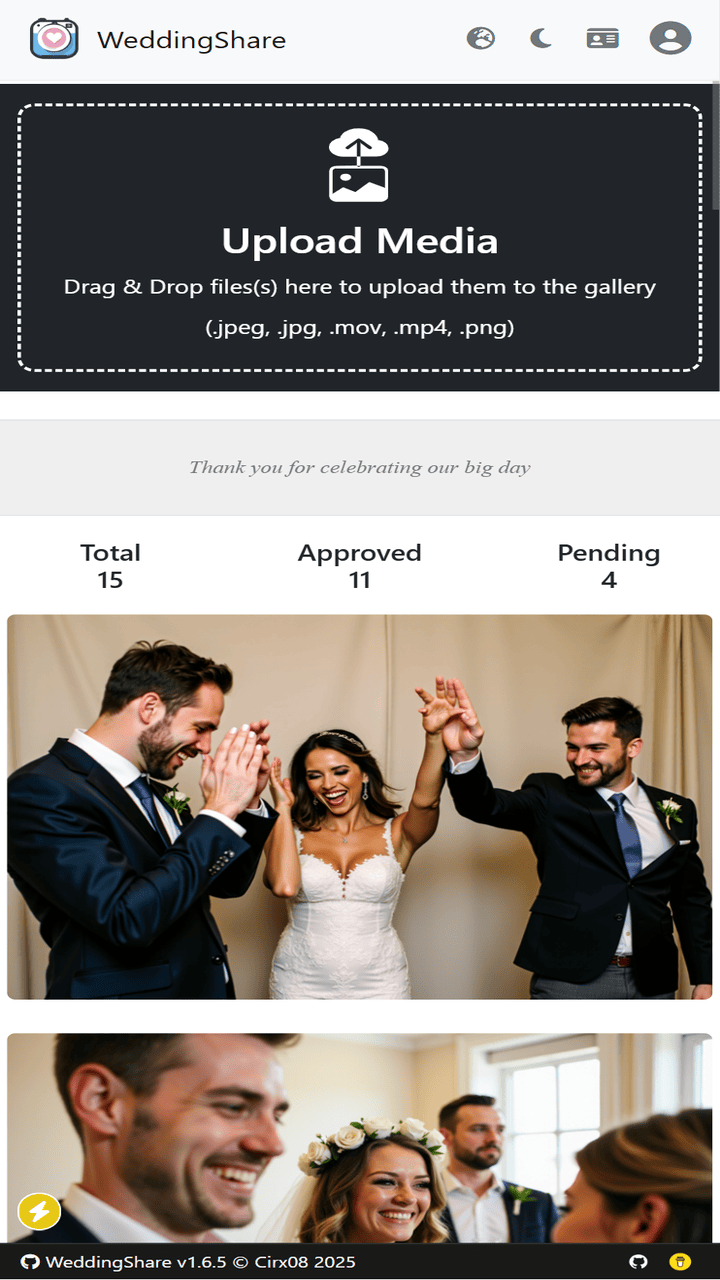 WeddingShare
Upload Media
Drag & Drop files(s) here to upload them to the gallery
(.jpeg, .jpg, .mov, .mp4, .png)
Thank you for celebrating our big day
Total
15
Approved
11
Pending
4
WeddingShare v1.6.5 © Cirx08 2025